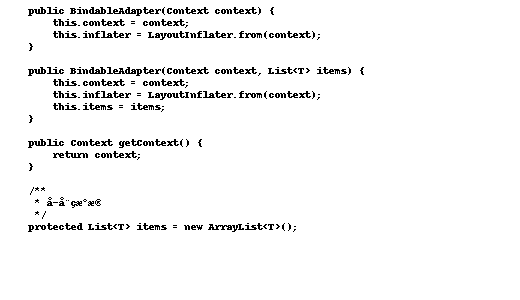 public BindableAdapter(Context context) {
this.context = context;
this.inflater = LayoutInflater.from(context);
}
public BindableAdapter(Context context, List<T> items) {
this.context = context;
this.inflater = LayoutInflater.from(context);
this.items = items;
}
public Context getContext() {
return context;
}
/**
* å­å¨çæ°æ®
*/
protected List<T> items = new ArrayList<T>();